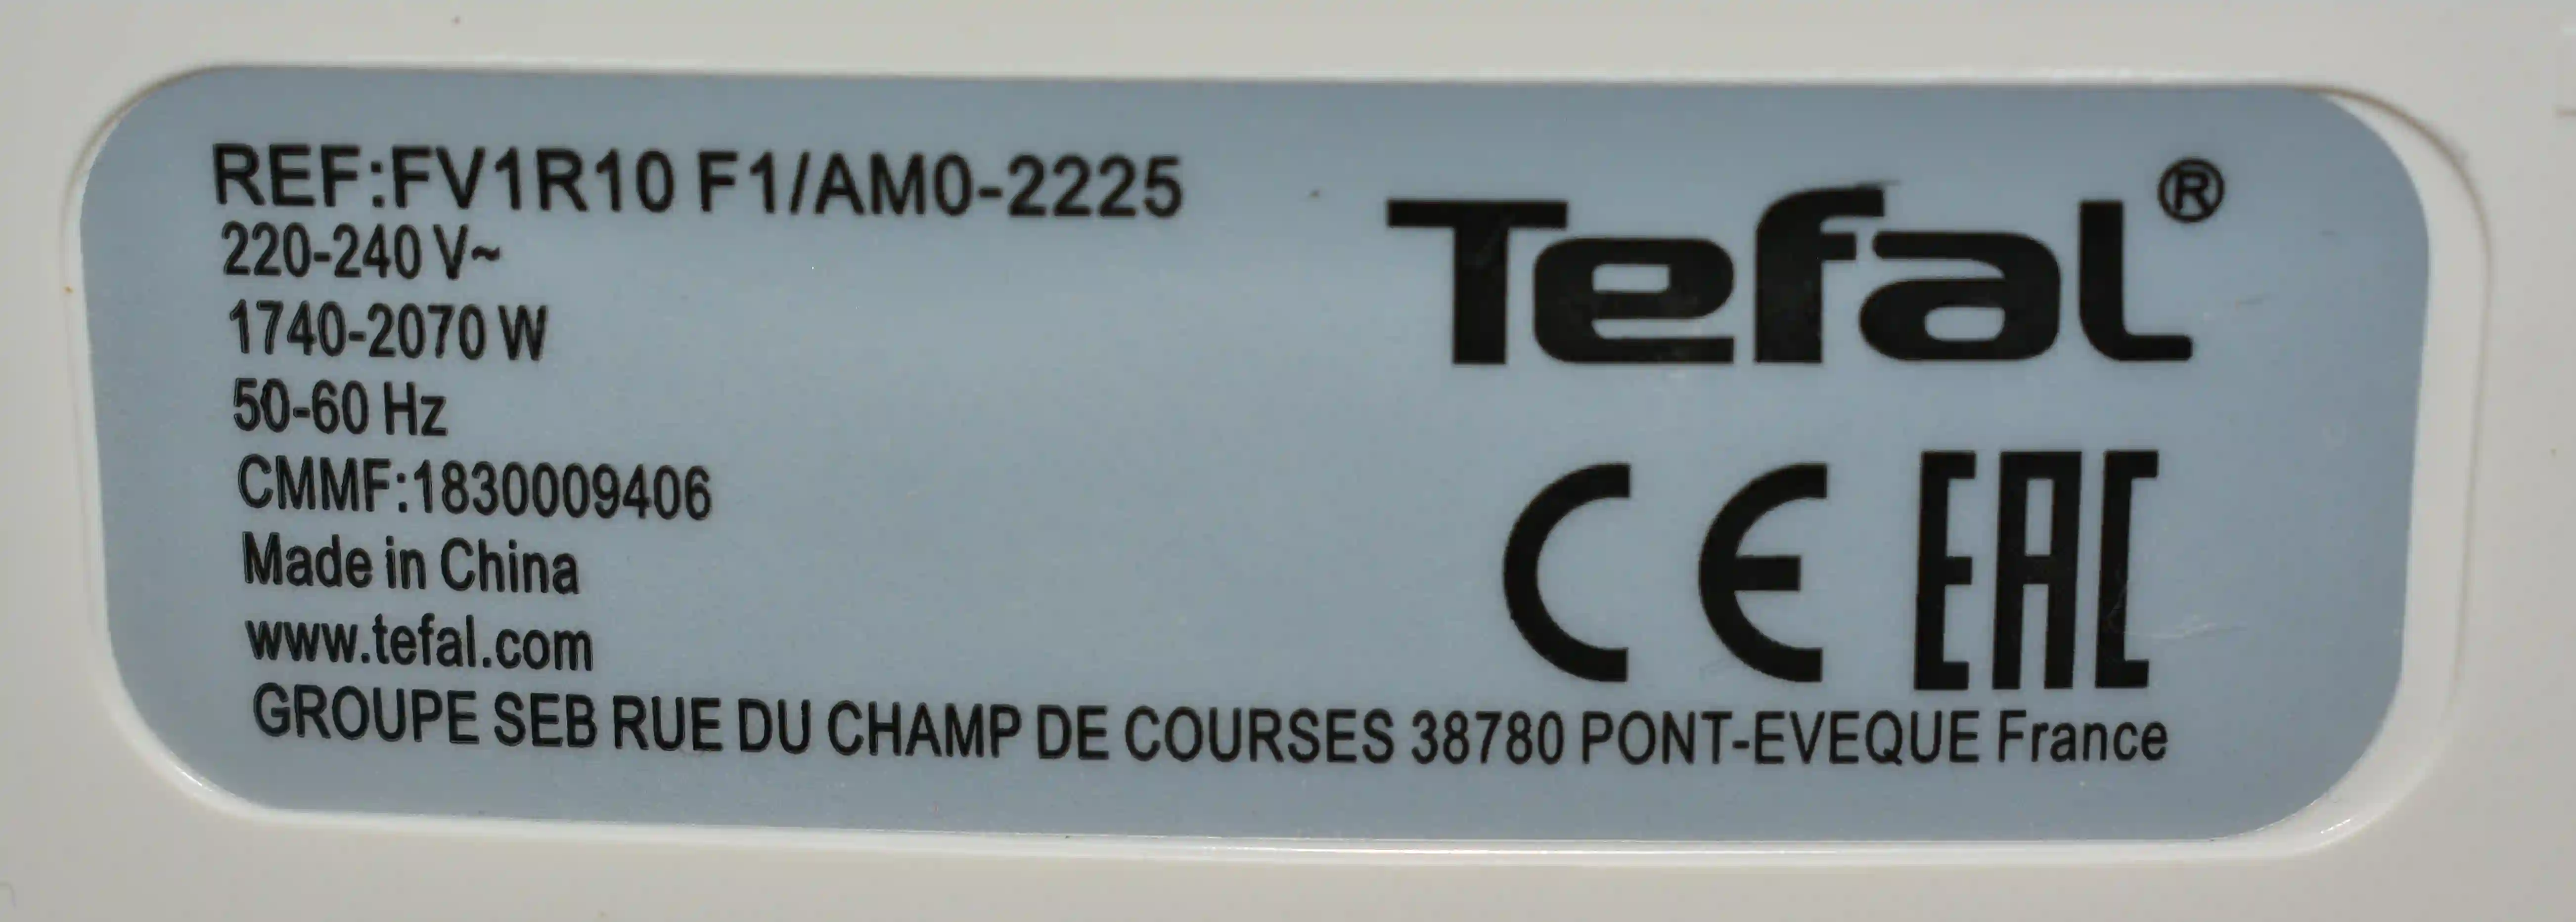 REF:FV1R10 F1/AM0-2225
220-240 V~
1740-2070 W
50-60 Hz
CMMF:1830009406
Made in China
www.tefal.com
GROUPE SEB RUE DU CHAMP DE COURSES 38780 PONT-EVEQUE France
Tefal®
CE EAC